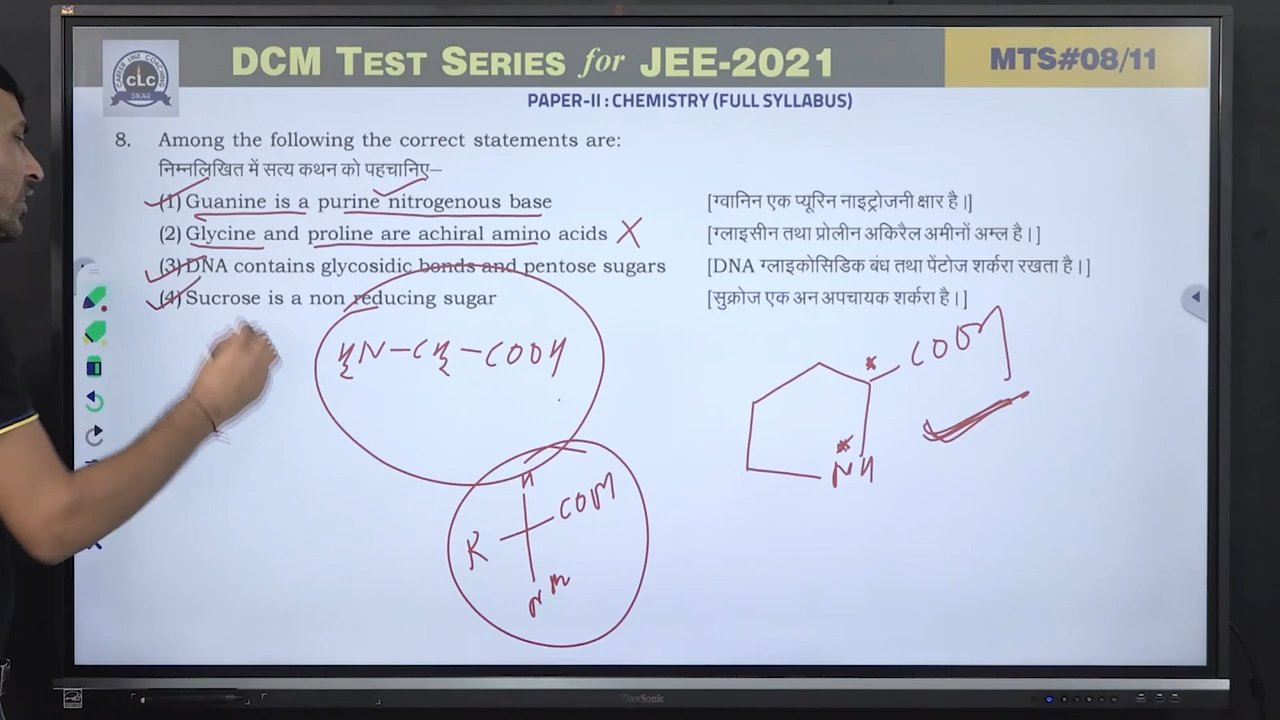 CAREER LINE COACHING
CLC
SIKAR
DCM TEST SERIES for JEE-2021
MTS#08/11
PAPER-II : CHEMISTRY (FULL SYLLABUS)
8. Among the following the correct statements are:
निम्नलिखित में सत्य कथन को पहचानिए–
(1) Guanine is a purine nitrogenous base [ग्वानिन एक प्यूरिन नाइट्रोजनी क्षार है।]
(2) Glycine and proline are achiral amino acids [ग्लाइसीन तथा प्रोलीन अकिरैल अमीनों अम्ल है।]
(3) DNA contains glycosidic bonds and pentose sugars [DNA ग्लाइकोसिडिक बंध तथा पेंटोज शर्करा रखता है।]
(4) Sucrose is a non reducing sugar [सुक्रोज एक अन अपचायक शर्करा है।]
H2N–CH2–COOH
COOH
NH
H
COOH
R
NH2
ViewSonic